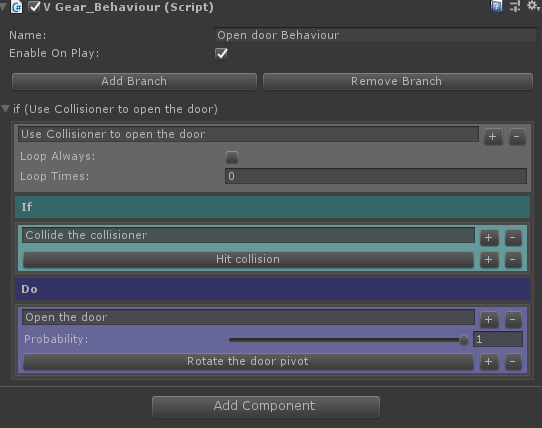 V Gear_Behaviour (Script)
Name: Open door Behaviour
Enable On Play:
Add Branch Remove Branch
if (Use Collisioner to open the door)
Use Collisioner to open the door + -
Loop Always:
Loop Times: 0
If
Collide the collisioner + -
Hit collision + -
Do
Open the door + -
Probability: 1
Rotate the door pivot + -
Add Component